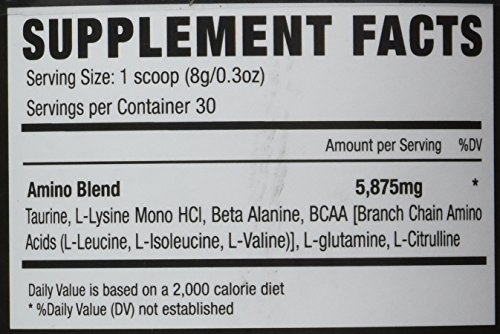 SUPPLEMENT FACTS
Serving Size: 1 scoop (8g/0.3oz)
Servings per Container 30
Amount per Serving %DV
Amino Blend 5,875mg *
Taurine, L-Lysine Mono HCl, Beta Alanine, BCAA [Branch Chain Amino
Acids (L-Leucine, L-Isoleucine, L-Valine)], L-glutamine, L-Citrulline
Daily Value is based on a 2,000 calorie diet
* %Daily Value (DV) not established